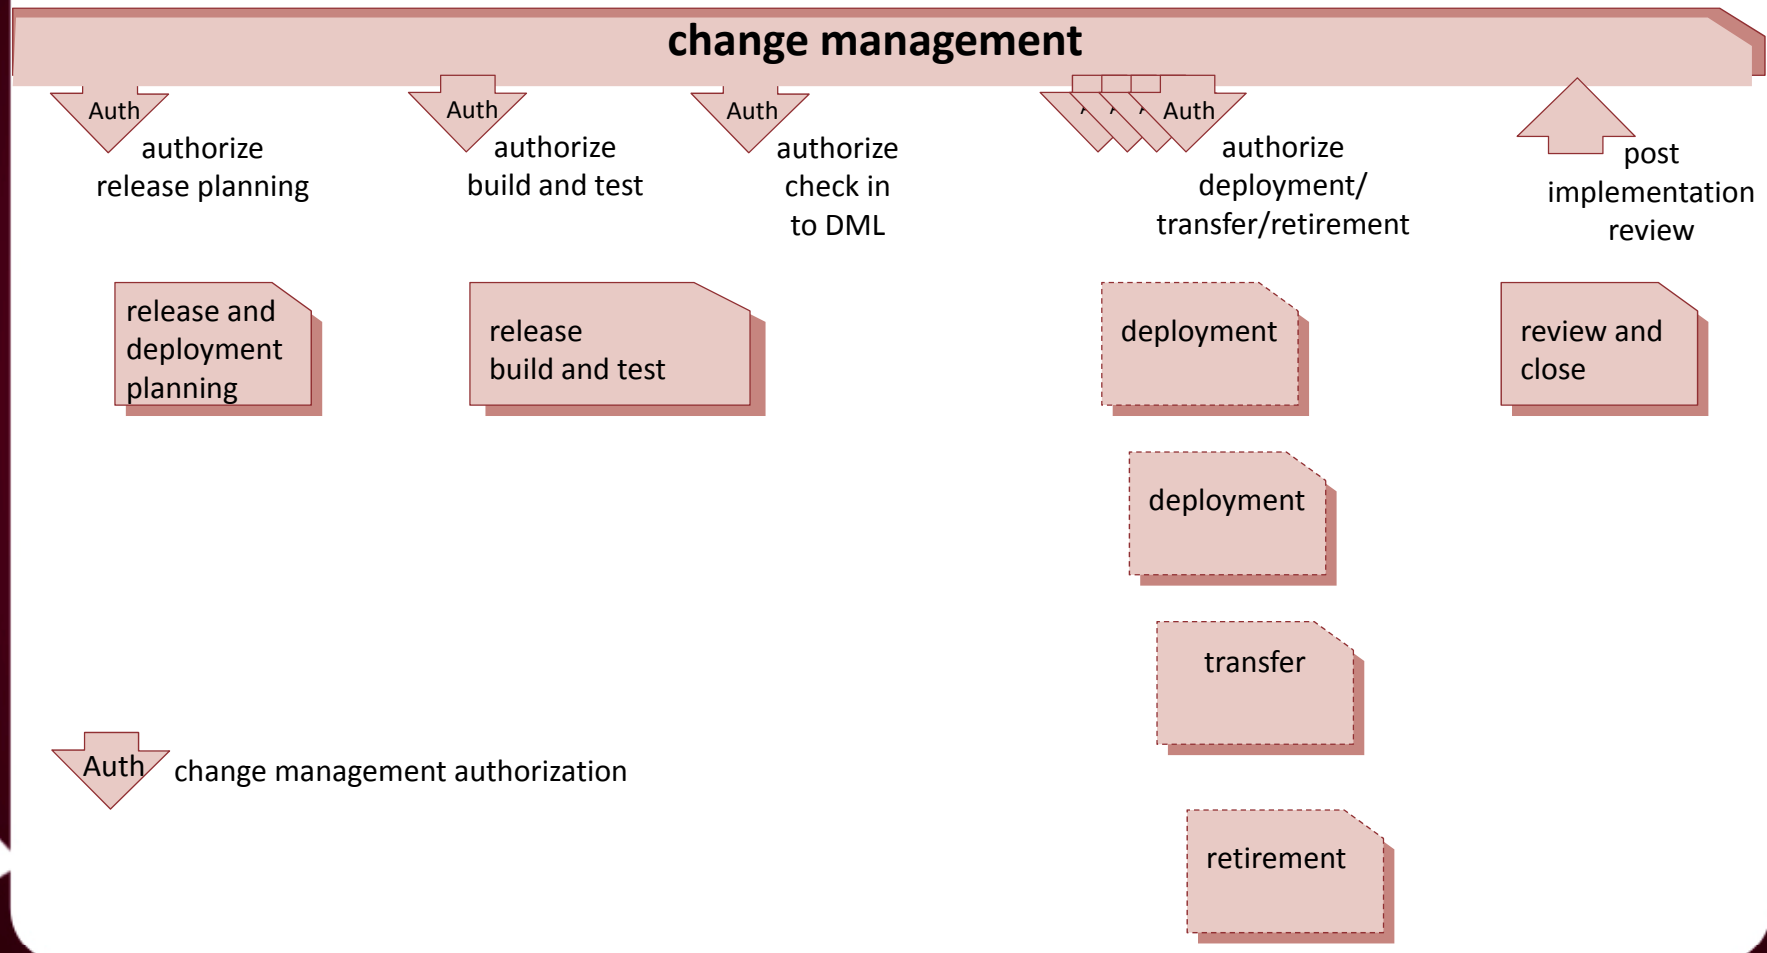 change management
Auth
authorize
release planning
Auth
authorize
build and test
Auth
authorize
check in
to DML
Auth
authorize
deployment/
transfer/retirement
post
implementation
review
release and
deployment
planning
release
build and test
deployment
review and
close
deployment
transfer
Auth
change management authorization
retirement